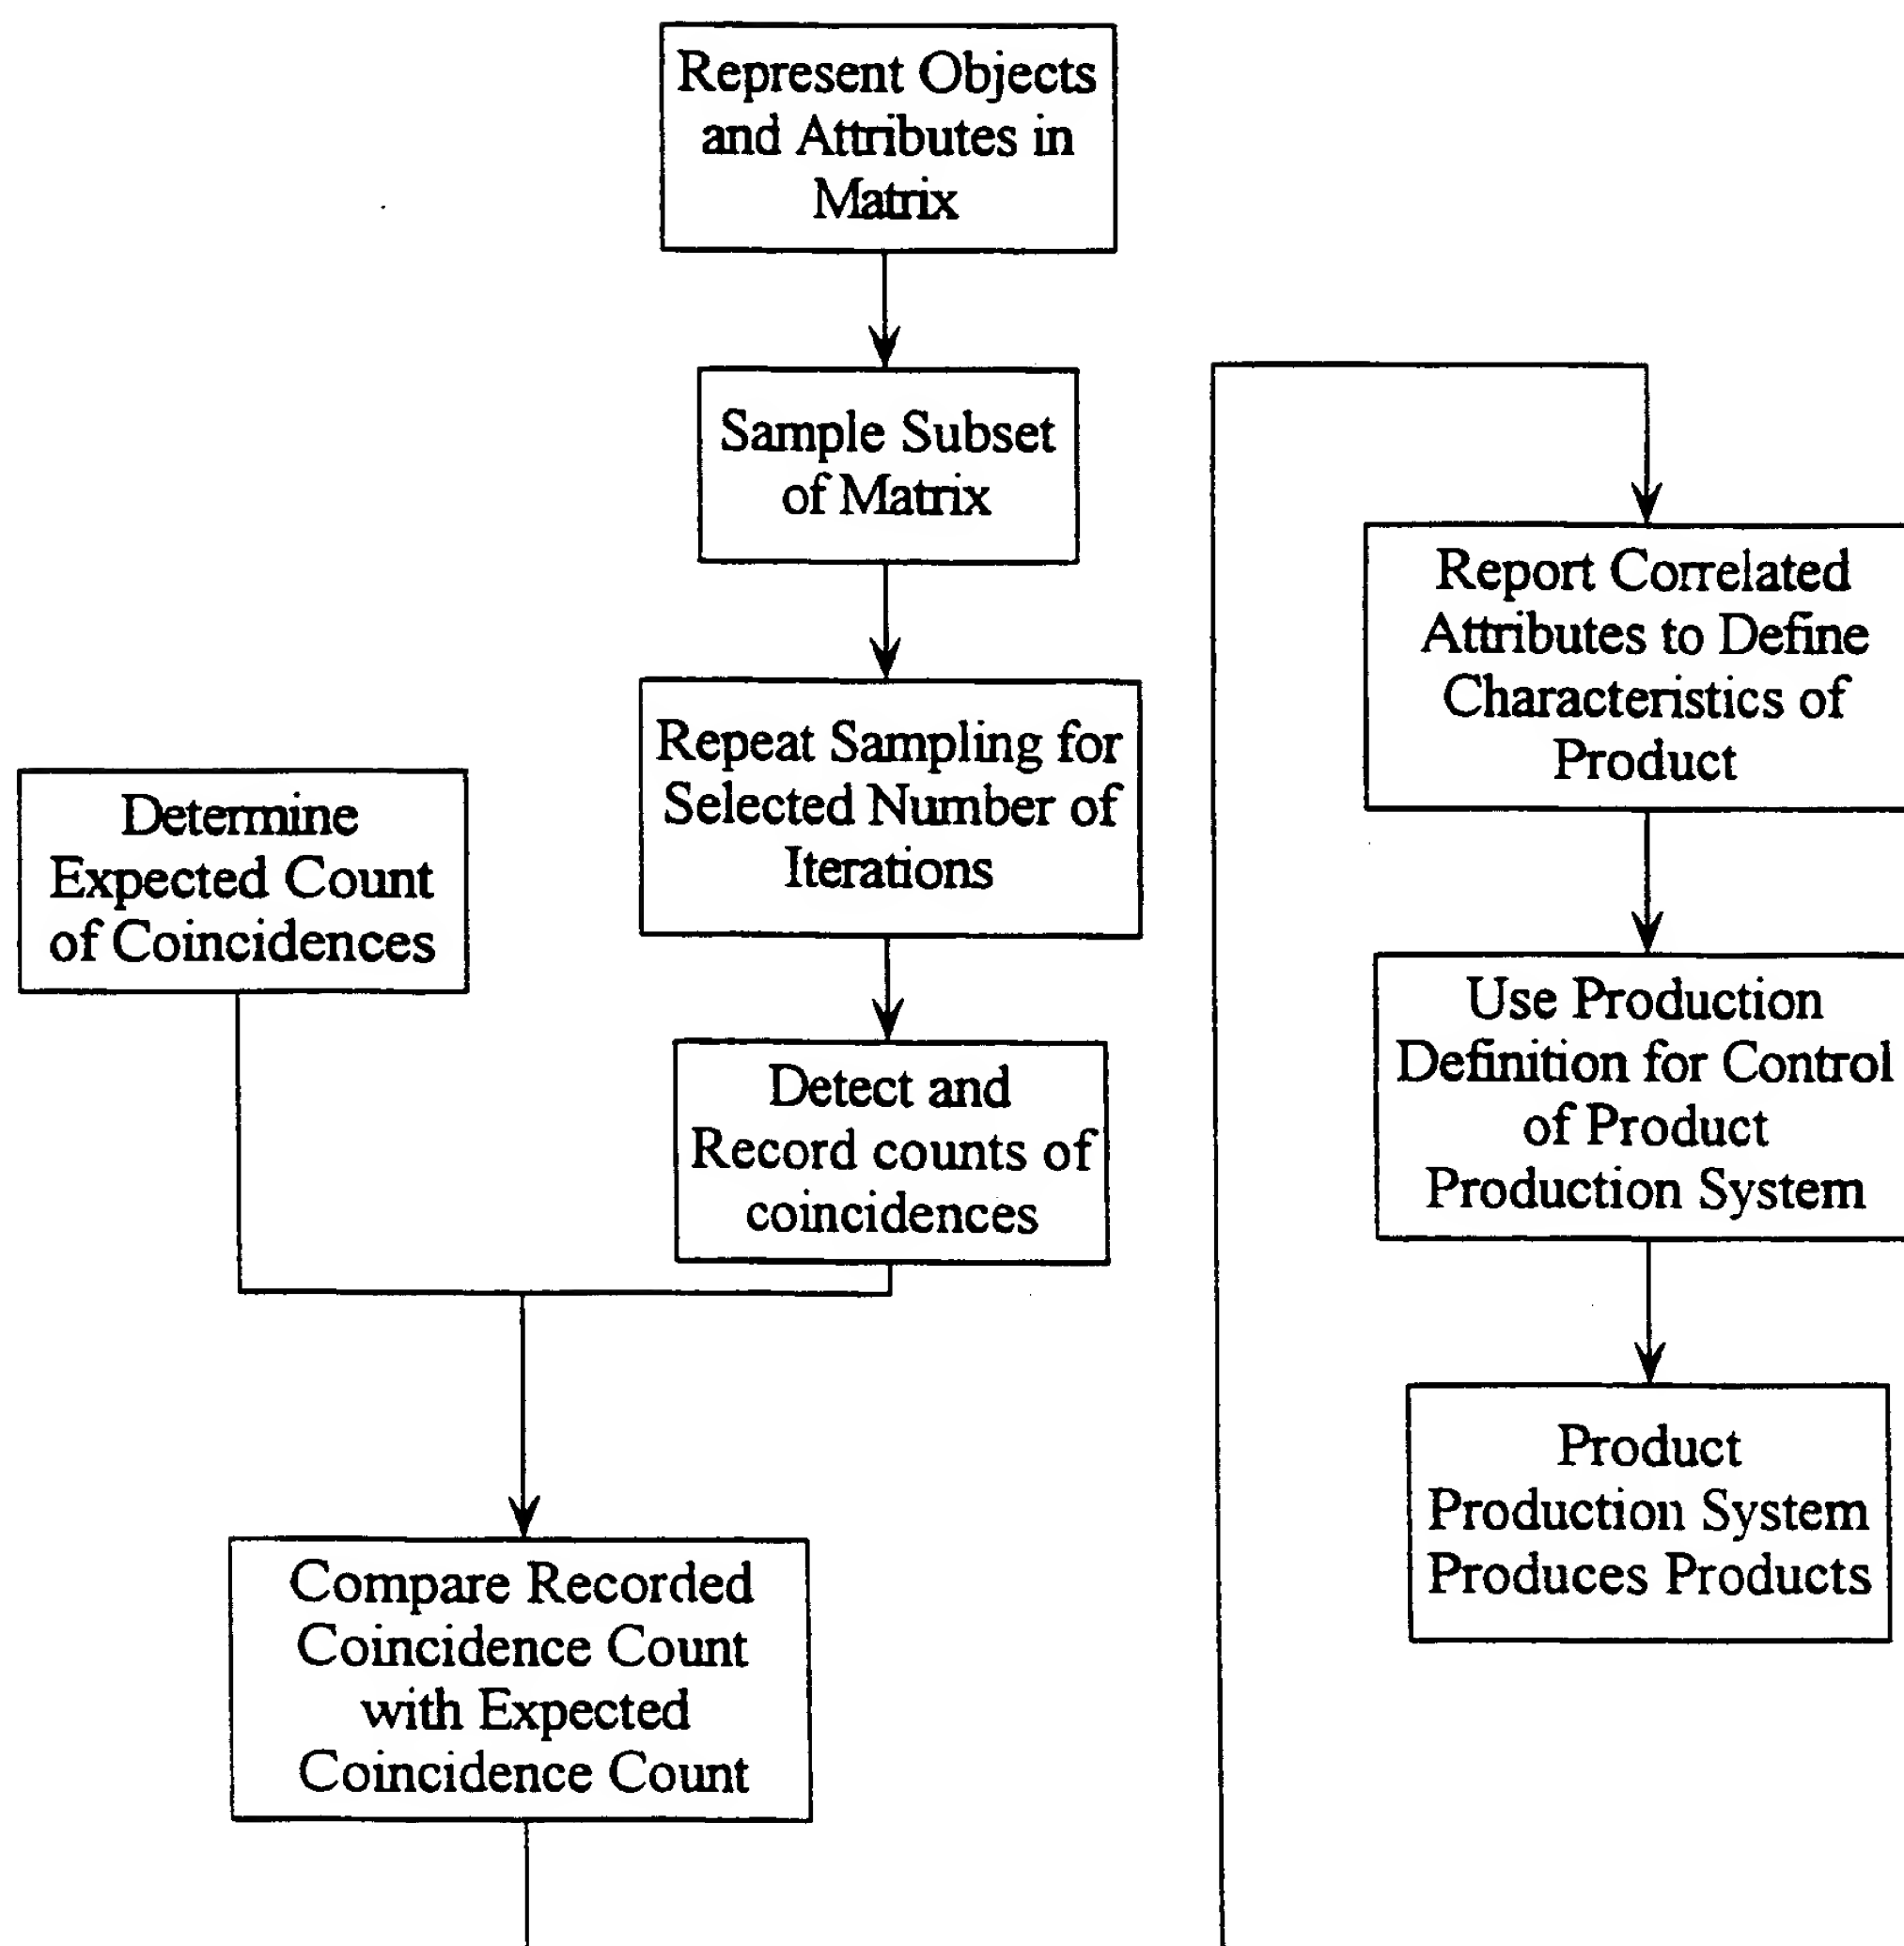 Represent Objects
and Attributes in
Matrix
Sample Subset
of Matrix
Repeat Sampling for
Selected Number of
Iterations
Determine
Expected Count
of Coincidences
Detect and
Record counts of
coincidences
Compare Recorded
Coincidence Count
with Expected
Coincidence Count
Report Correlated
Attributes to Define
Characteristics of
Product
Use Production
Definition for Control
of Product
Production System
Product
Production System
Produces Products